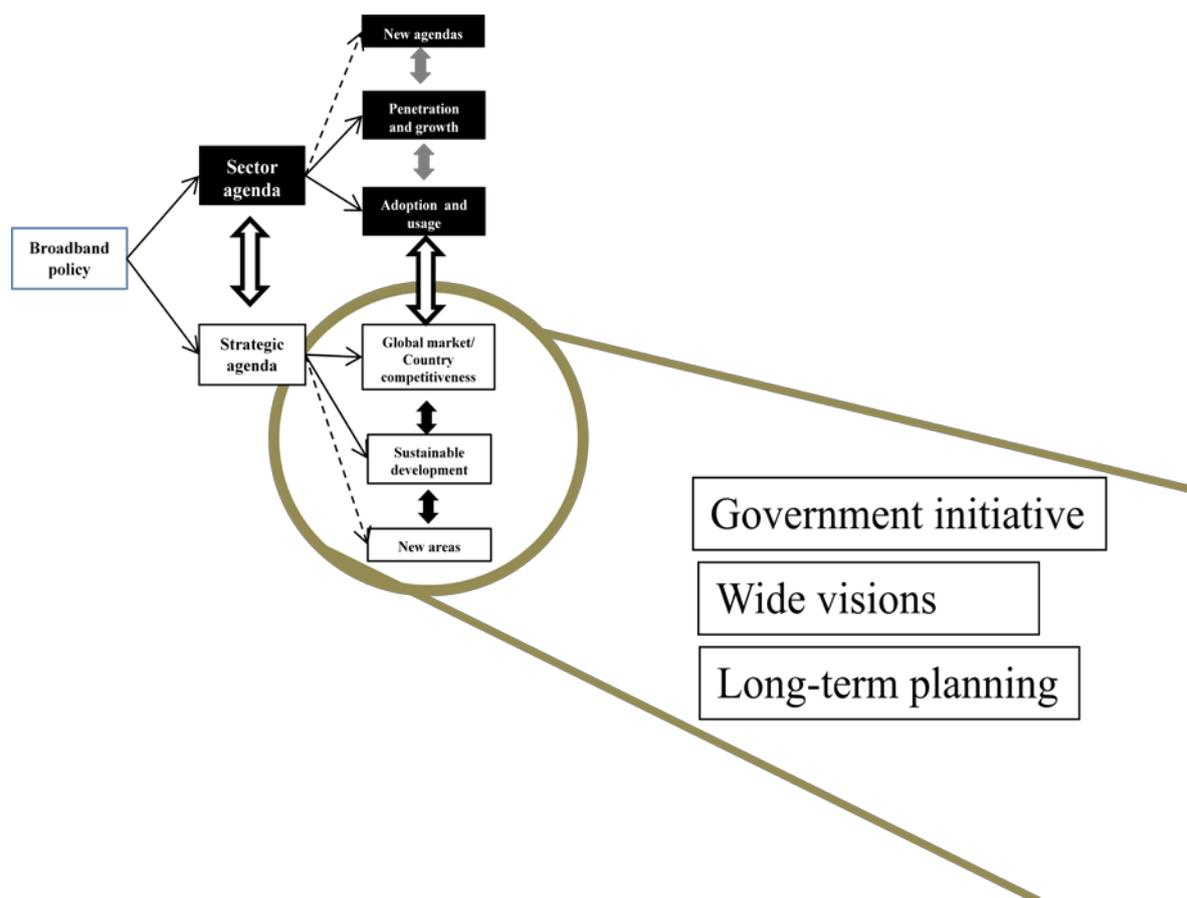 New agendas
Penetration
and growth
Sector
agenda
Adoption and
usage
Broadband
policy
Strategic
agenda
Global market/
Country
competitiveness
Sustainable
development
New areas
Government initiative
Wide visions
Long-term planning